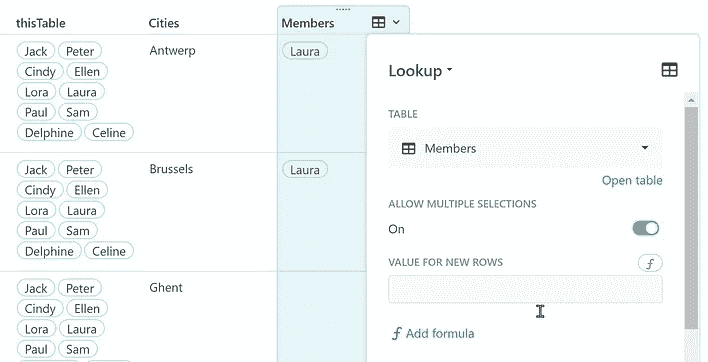 thisTable Cities Members
Jack Peter Antwerp Laura
Cindy Ellen
Lora Laura
Paul Sam
Delphine Celine
Jack Peter Brussels Laura
Cindy Ellen
Lora Laura
Paul Sam
Delphine Celine
Jack Peter Ghent
Cindy Ellen
Lora Laura
Paul Sam
Lookup
TABLE
Members
Open table
ALLOW MULTIPLE SELECTIONS
On
VALUE FOR NEW ROWS
Add formula